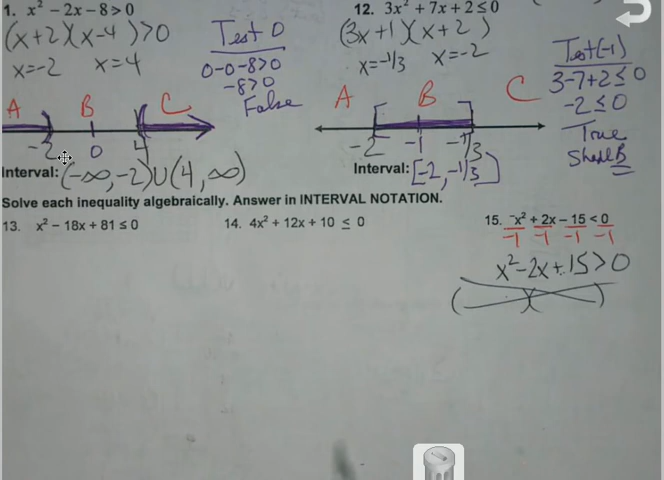 1. x² − 2x − 8 > 0
(x+2)(x-4)>0
x=-2 x=4
Test 0
0-0-8>0
-8>0
False
A B C
-2 0 4
Interval: (-∞,-2)∪(4,∞)
12. 3x² + 7x + 2 ≤ 0
(3x+1)(x+2)
x=-1/3 x=-2
Test(-1)
3-7+2≤0
-2≤0
True
Shade B
A B C
-2 -1 -1/3
Interval: [-2,-1/3]
Solve each inequality algebraically. Answer in INTERVAL NOTATION.
13. x² − 18x + 81 ≤ 0
14. 4x² + 12x + 10 ≤ 0
15. -x² + 2x − 15 < 0
-1 -1 -1 -1
x²-2x+15>0
( )( )